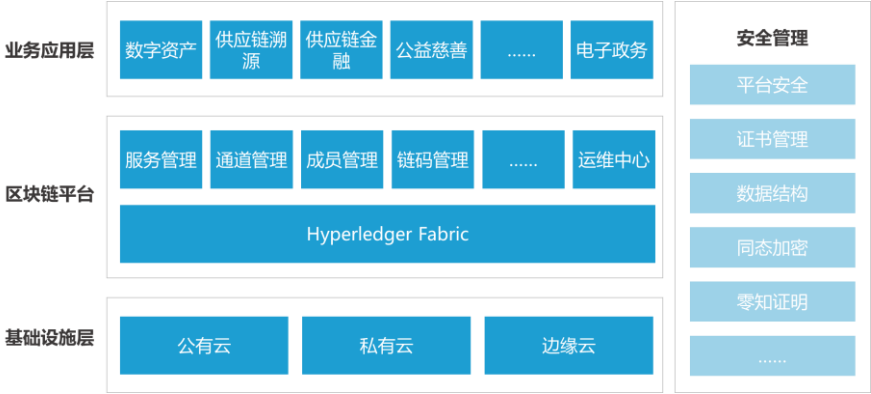 业务应用层
数字资产
供应链溯
源
供应链金
融
公益慈善
……
电子政务
区块链平台
服务管理
通道管理
成员管理
链码管理
……
运维中心
Hyperledger Fabric
基础设施层
公有云
私有云
边缘云
安全管理
平台安全
证书管理
数据结构
同态加密
零知证明
……